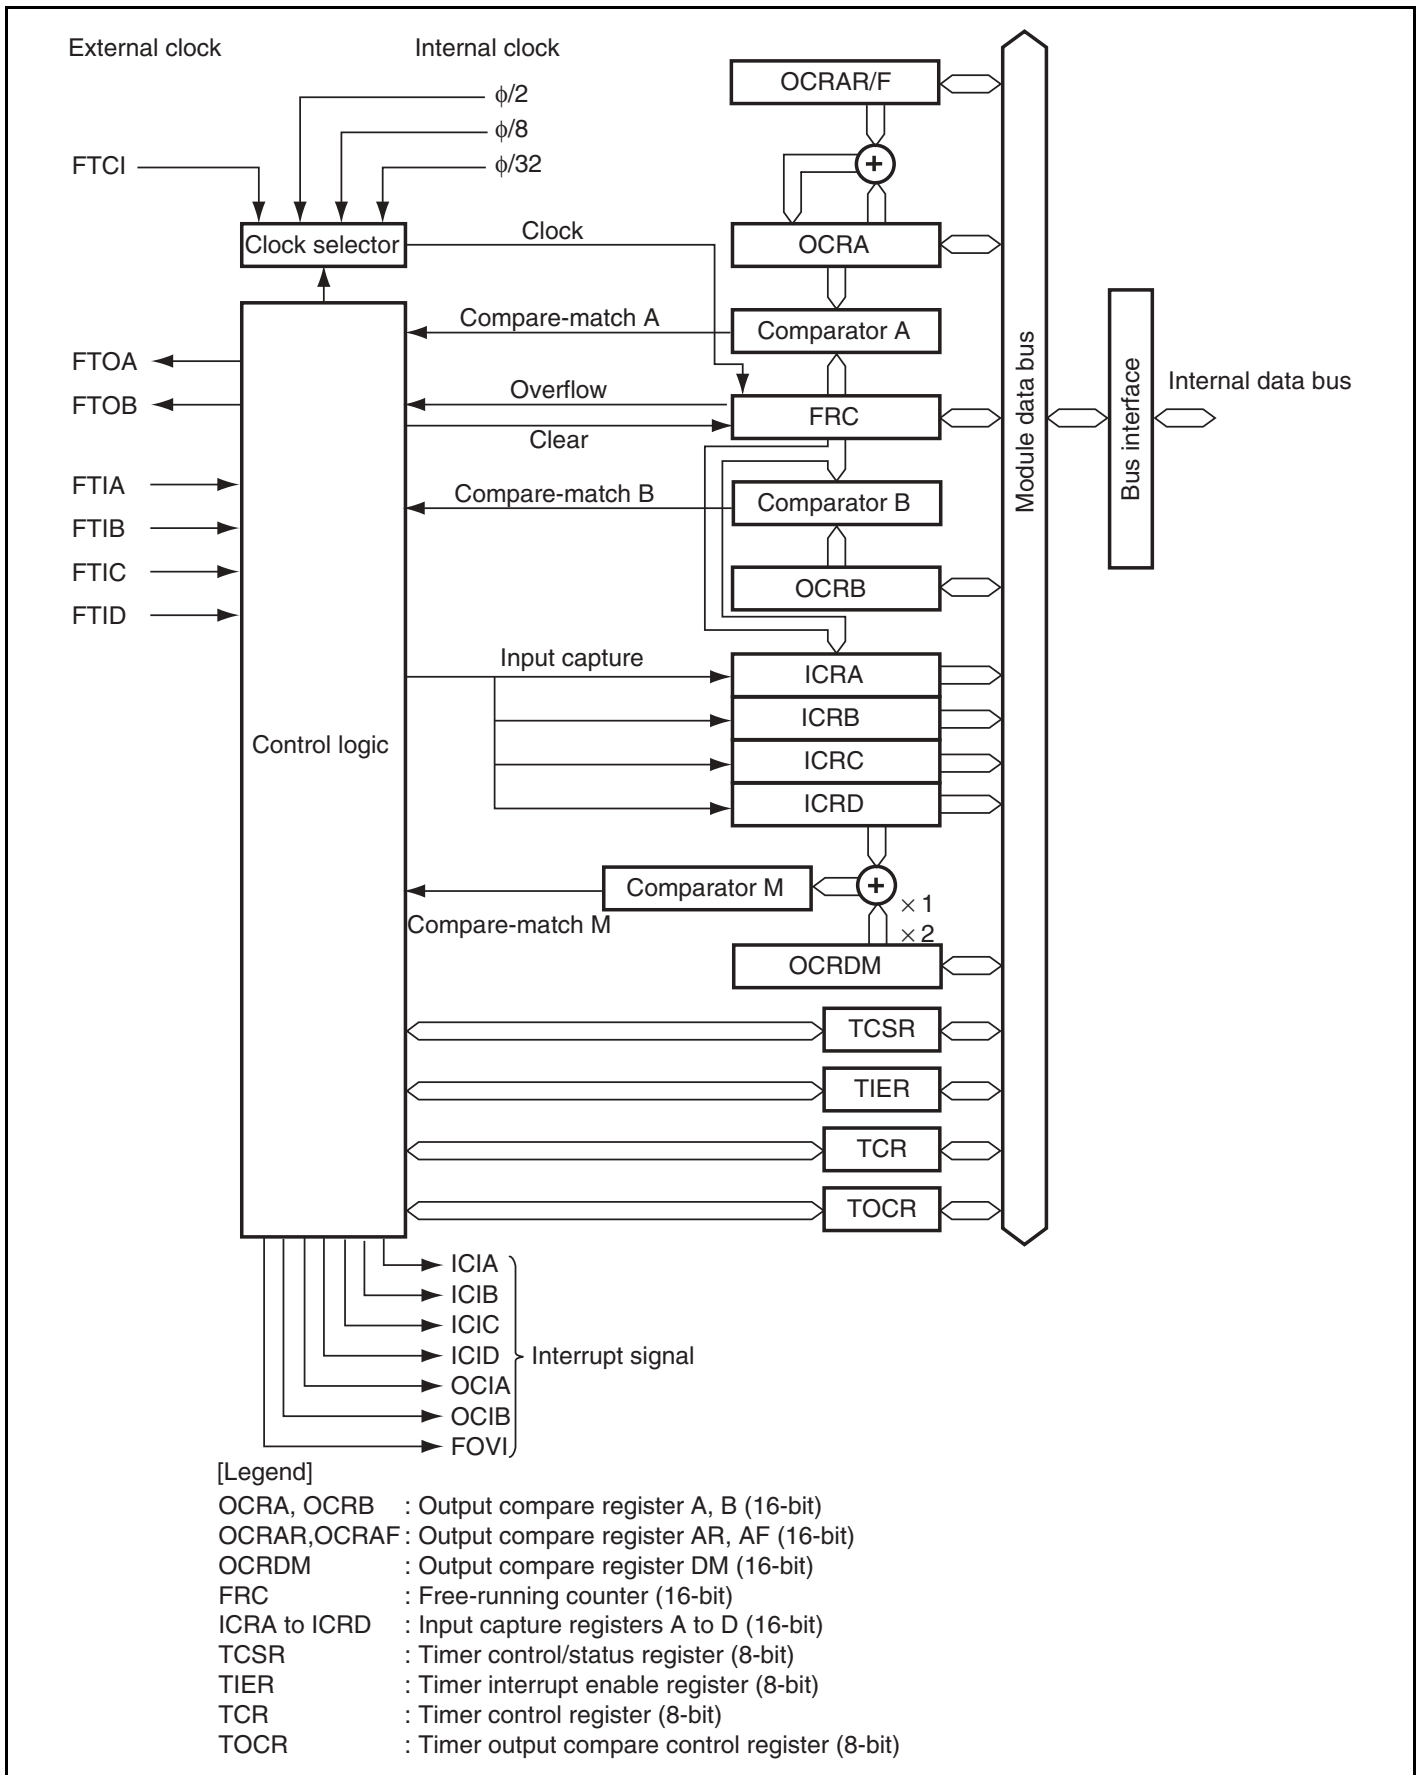 External clock
Internal clock
ϕ/2
ϕ/8
ϕ/32
FTCI
Clock selector
Clock
OCRAR/F
+
OCRA
Compare-match A
Comparator A
FTOA
FTOB
Overflow
FRC
Clear
FTIA
FTIB
FTIC
FTID
Compare-match B
Comparator B
OCRB
Module data bus
Bus interface
Internal data bus
Input capture
ICRA
ICRB
ICRC
ICRD
Control logic
Comparator M
+
× 1
× 2
Compare-match M
OCRDM
TCSR
TIER
TCR
TOCR
ICIA
ICIB
ICIC
ICID
OCIA
OCIB
FOVI
Interrupt signal
[Legend]
OCRA, OCRB : Output compare register A, B (16-bit)
OCRAR,OCRAF : Output compare register AR, AF (16-bit)
OCRDM : Output compare register DM (16-bit)
FRC : Free-running counter (16-bit)
ICRA to ICRD : Input capture registers A to D (16-bit)
TCSR : Timer control/status register (8-bit)
TIER : Timer interrupt enable register (8-bit)
TCR : Timer control register (8-bit)
TOCR : Timer output compare control register (8-bit)